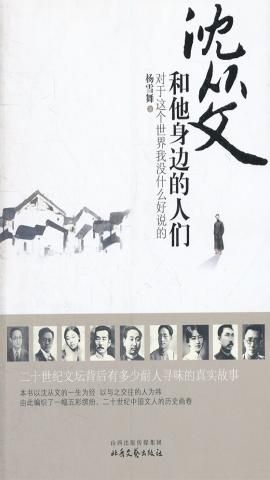 沈从文
和他身边的人们
对于这个世界我没什么好说的
杨雪舞 著
二十世纪文坛背后有多少耐人寻味的真实故事
本书以沈从文的一生为经 以与之交往的人为纬
由此编织了一幅五彩缤纷、二十世纪中国文人的历史画卷
山西出版传媒集团
北岳文艺出版社